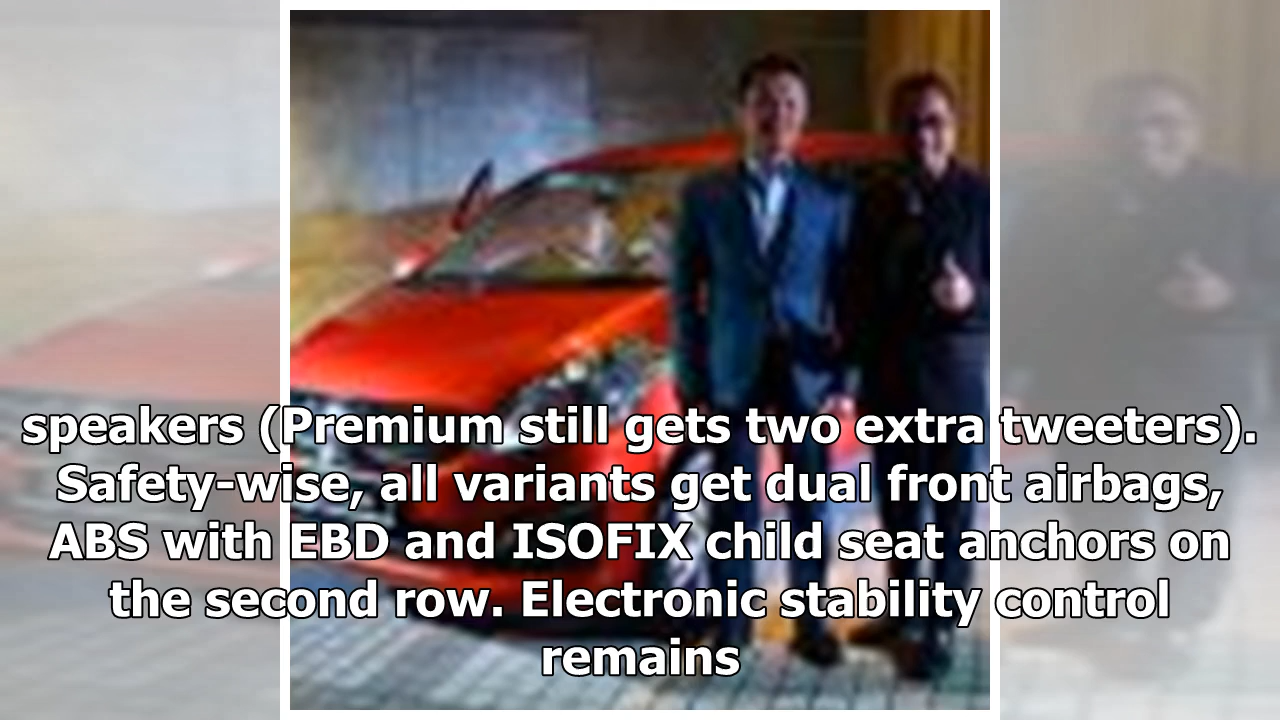 speakers (Premium still gets two extra tweeters).
Safety-wise, all variants get dual front airbags,
ABS with EBD and ISOFIX child seat anchors on
the second row. Electronic stability control
remains